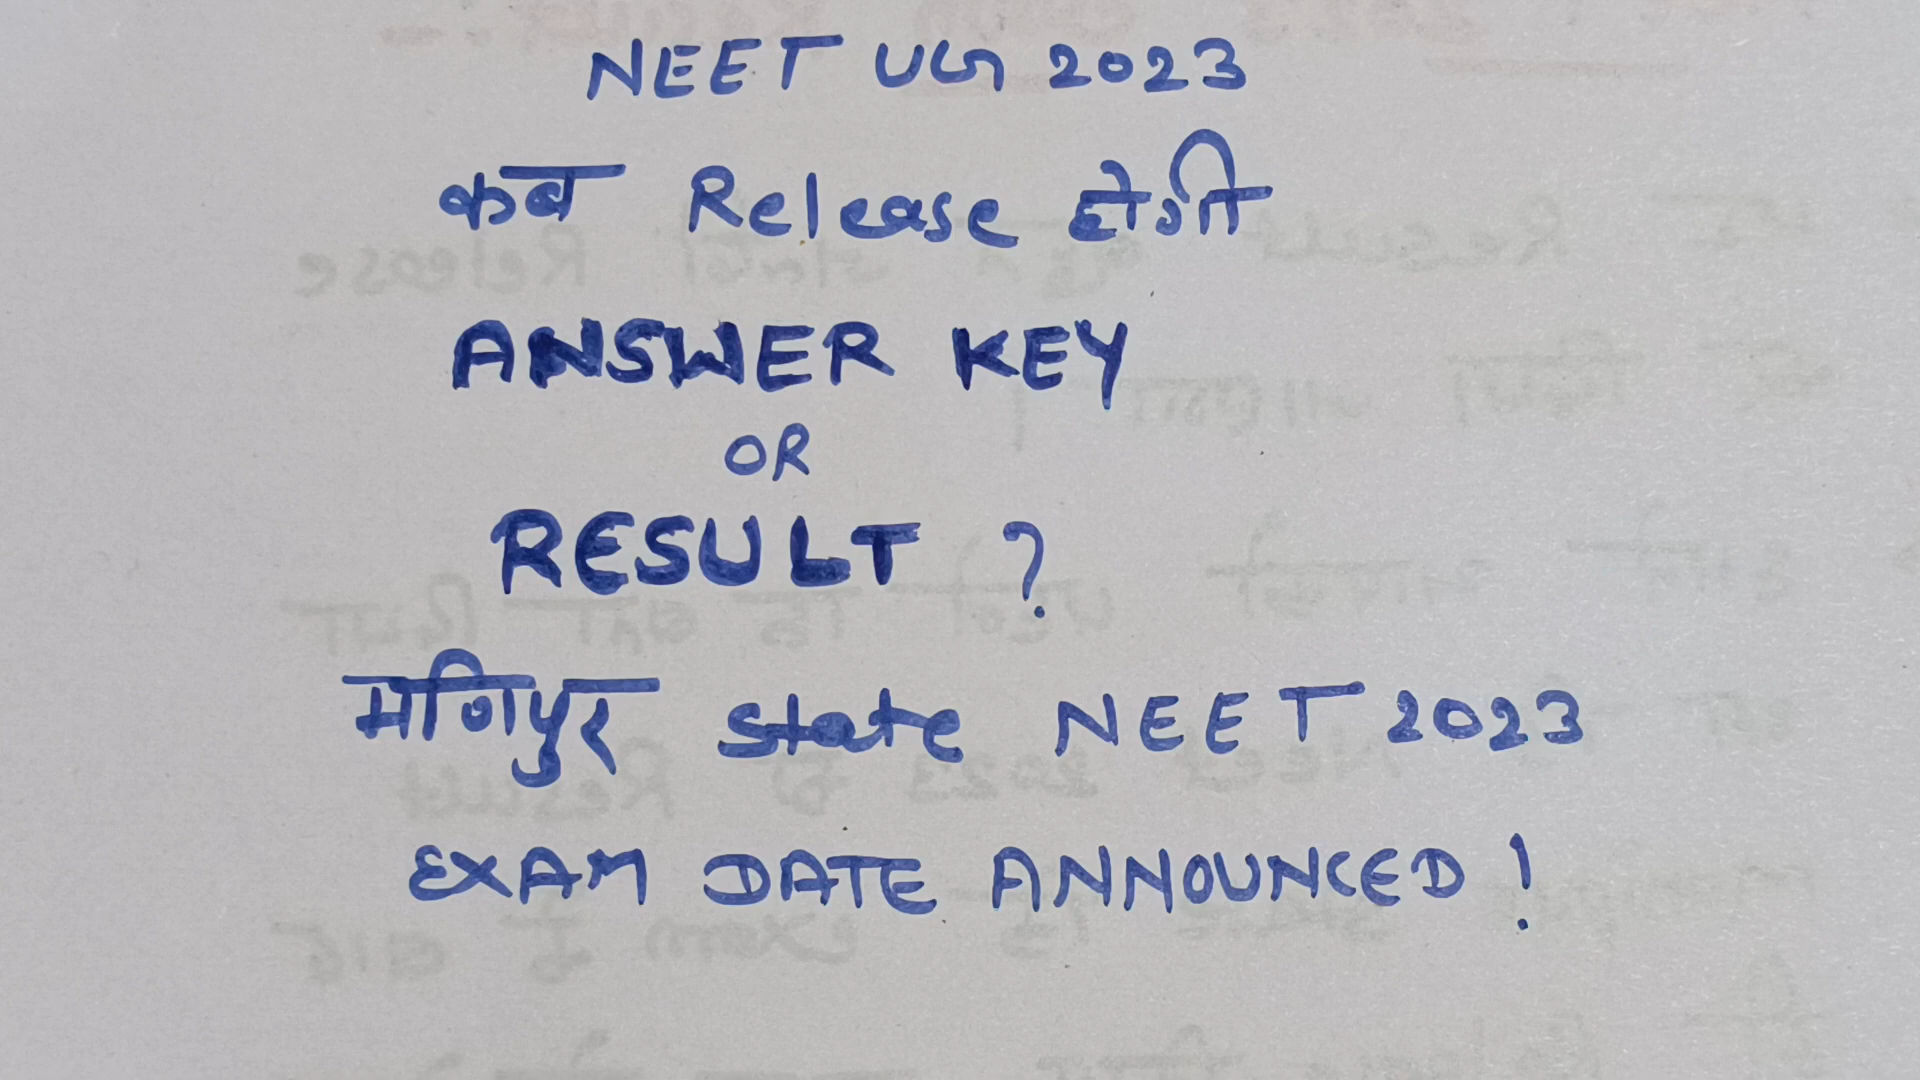 NEET UG 2023
कब Release होगी
ANSWER KEY
OR
RESULT ?
मणिपुर state NEET 2023
EXAM DATE ANNOUNCED !